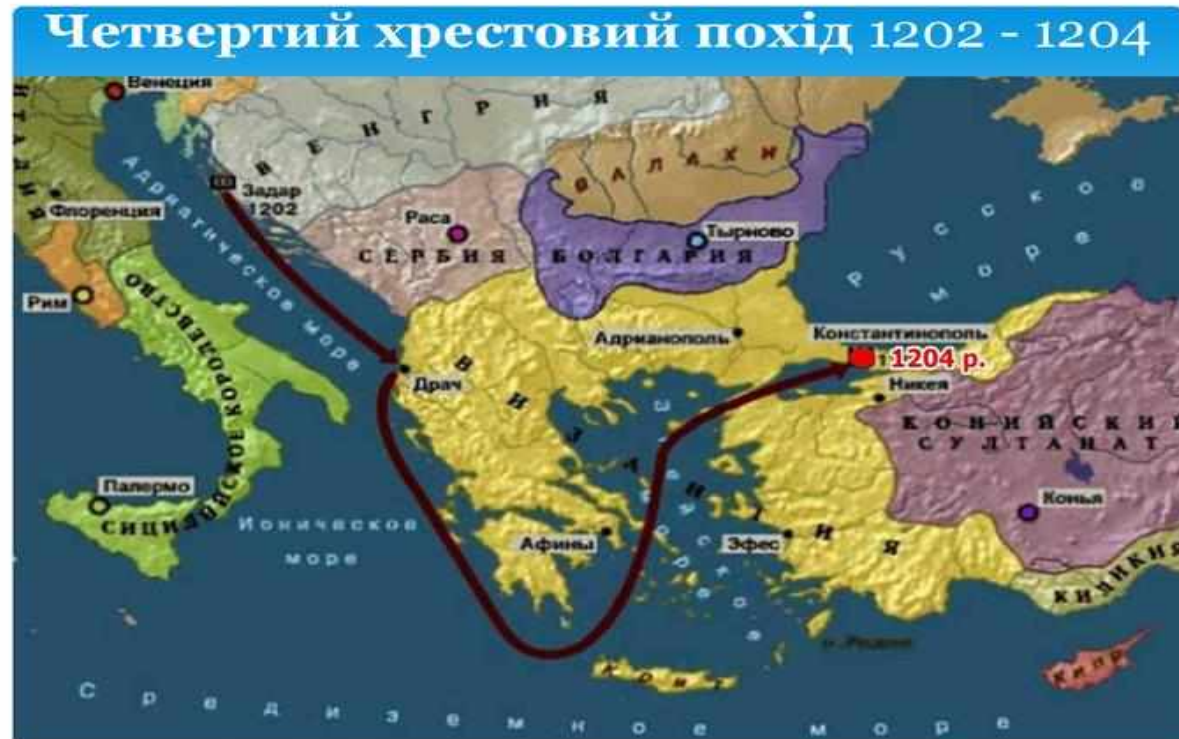 Четвертий хрестовий похід 1202 - 1204
Венеция
ИТАЛИЯ
ВЕНГРИЯ
Адриатическое море
Задар
1202
Флоренция
ВАЛАХИ
Раса
Тырново
СЕРБИЯ
БОЛГАРИЯ
Русское
море
Рим
СИЦИЛИЙСКОЕ КОРОЛЕВСТВО
Адрианополь
Константинополь
1204 р.
Драч
Никея
ВИЗАНТИЯ
КОНИЙСКИЙ
СУЛТАНАТ
Палермо
Конья
Ионическое
море
Афины
Эфес
КИЛИКИЯ
Крит
Кипр
Средиземное море